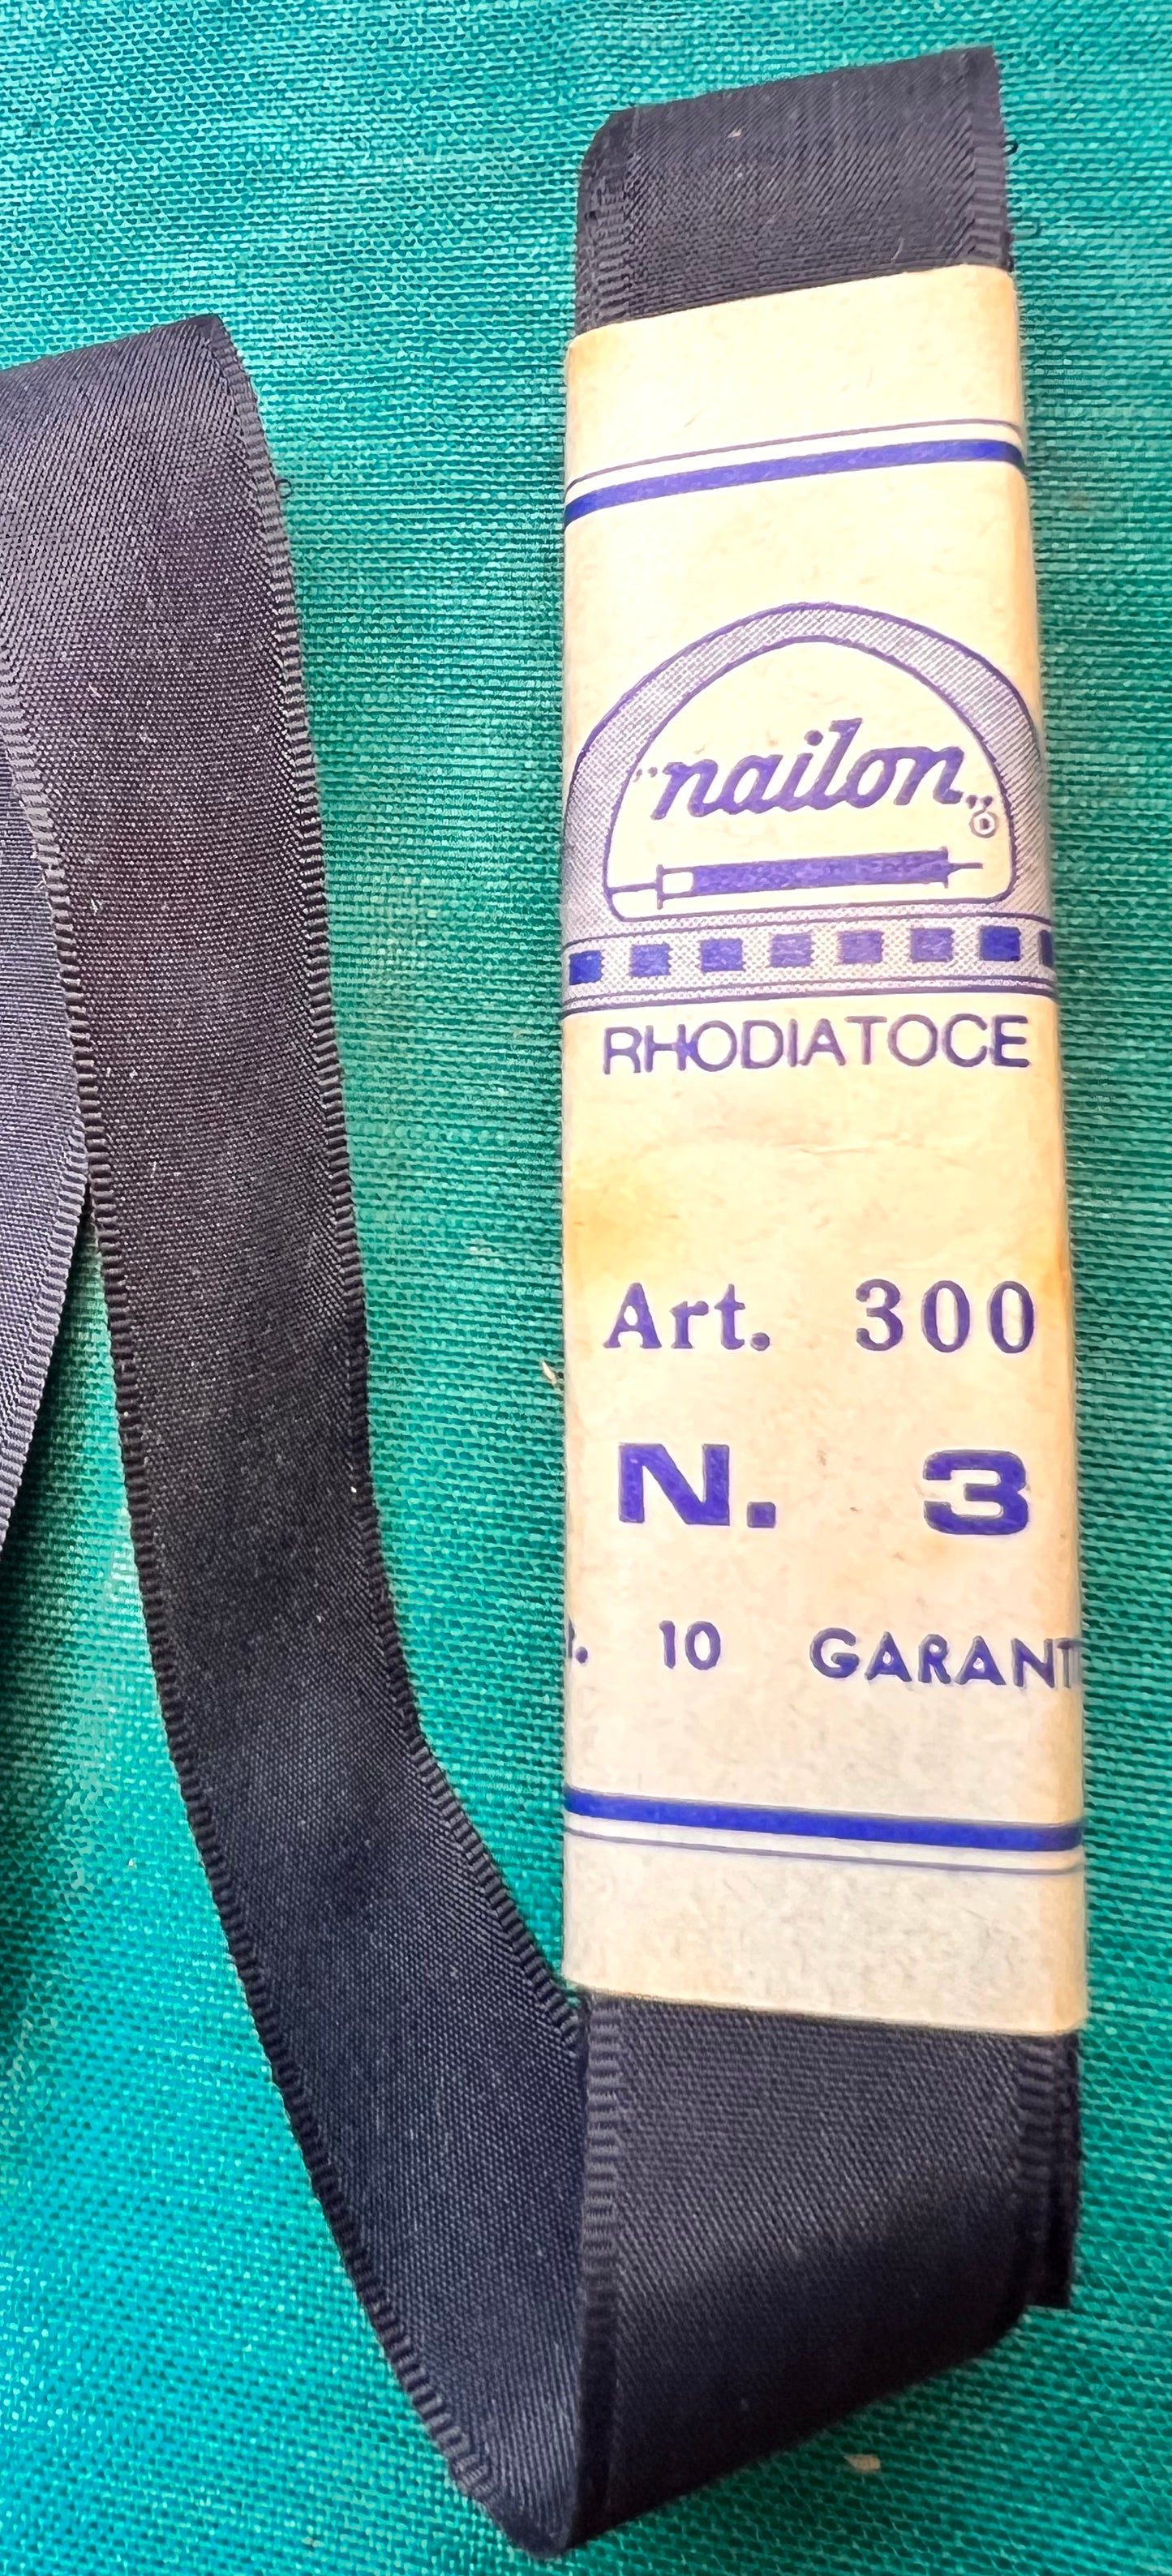 "nailon"
RHODIATOCE
Art. 300
N. 3
10 GARANT